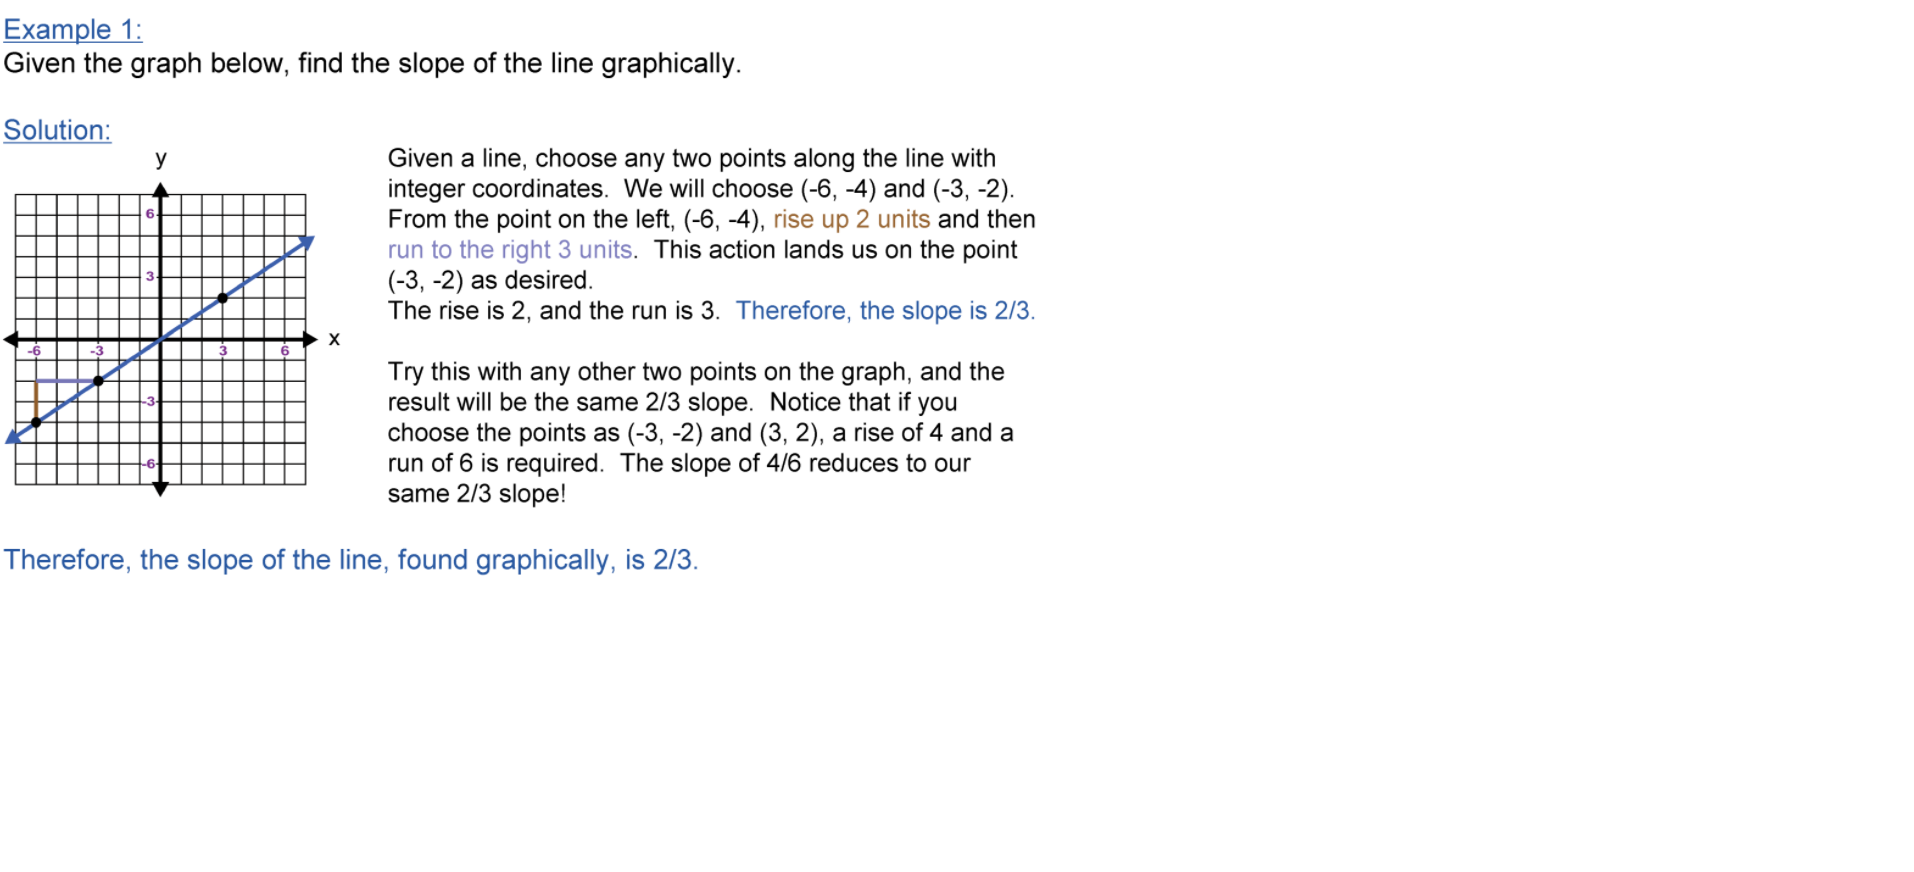 Example 1:
Given the graph below, find the slope of the line graphically.
Solution:
y
6
3
x
-6 -3 3 6
-3
-6
Given a line, choose any two points along the line with
integer coordinates.  We will choose (-6, -4) and (-3, -2).
From the point on the left, (-6, -4), rise up 2 units and then
run to the right 3 units.  This action lands us on the point
(-3, -2) as desired.
The rise is 2, and the run is 3.  Therefore, the slope is 2/3.
Try this with any other two points on the graph, and the
result will be the same 2/3 slope.  Notice that if you
choose the points as (-3, -2) and (3, 2), a rise of 4 and a
run of 6 is required.  The slope of 4/6 reduces to our
same 2/3 slope!
Therefore, the slope of the line, found graphically, is 2/3.